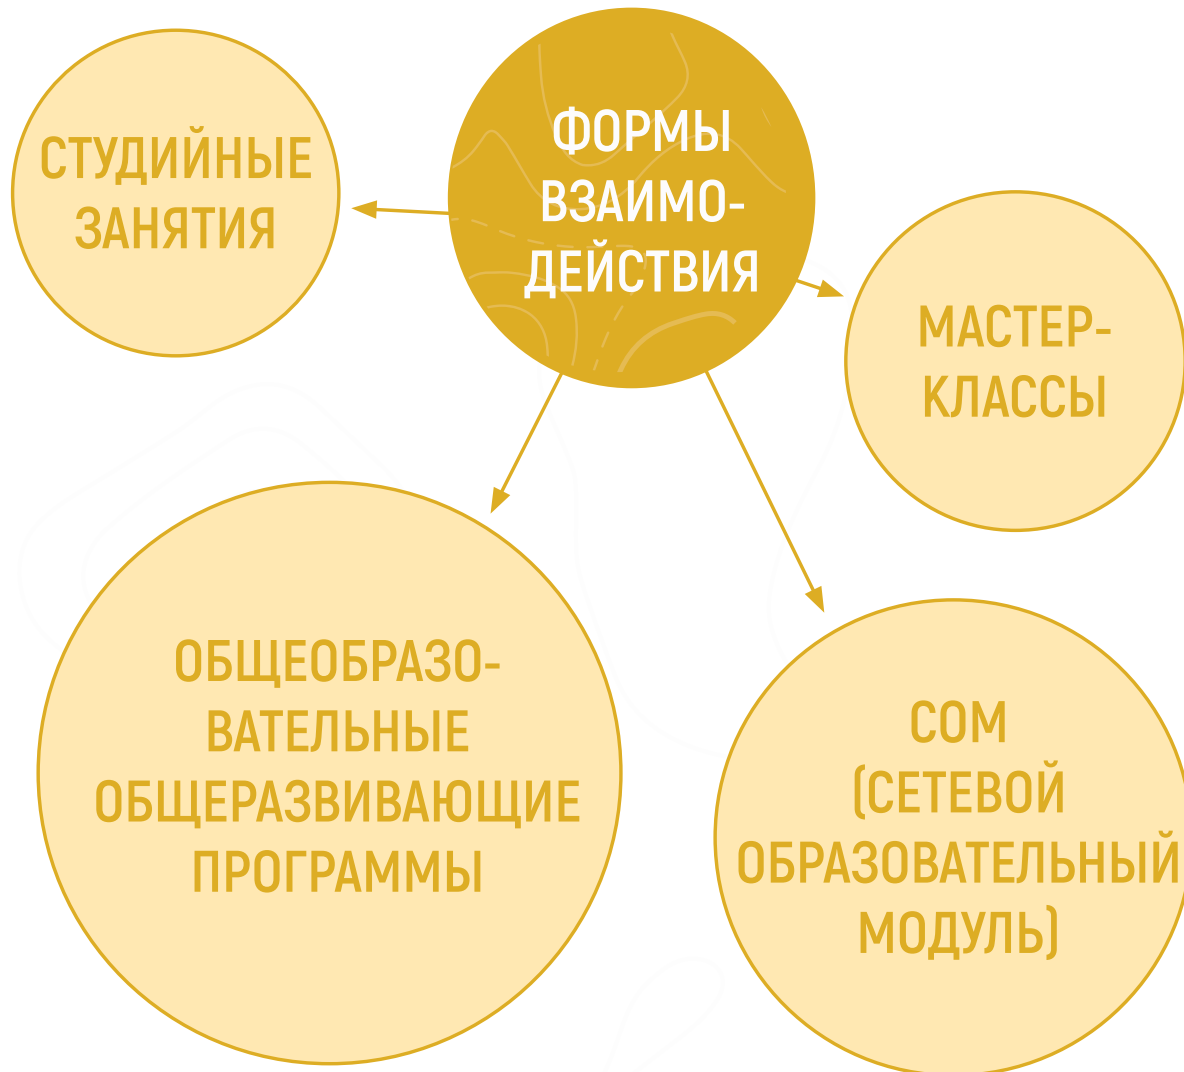 СТУДИЙНЫЕ
ЗАНЯТИЯ
ФОРМЫ
ВЗАИМО-
ДЕЙСТВИЯ
МАСТЕР-
КЛАССЫ
ОБЩЕОБРАЗО-
ВАТЕЛЬНЫЕ
ОБЩЕРАЗВИВАЮЩИЕ
ПРОГРАММЫ
СОМ
(СЕТЕВОЙ
ОБРАЗОВАТЕЛЬНЫЙ
МОДУЛЬ)